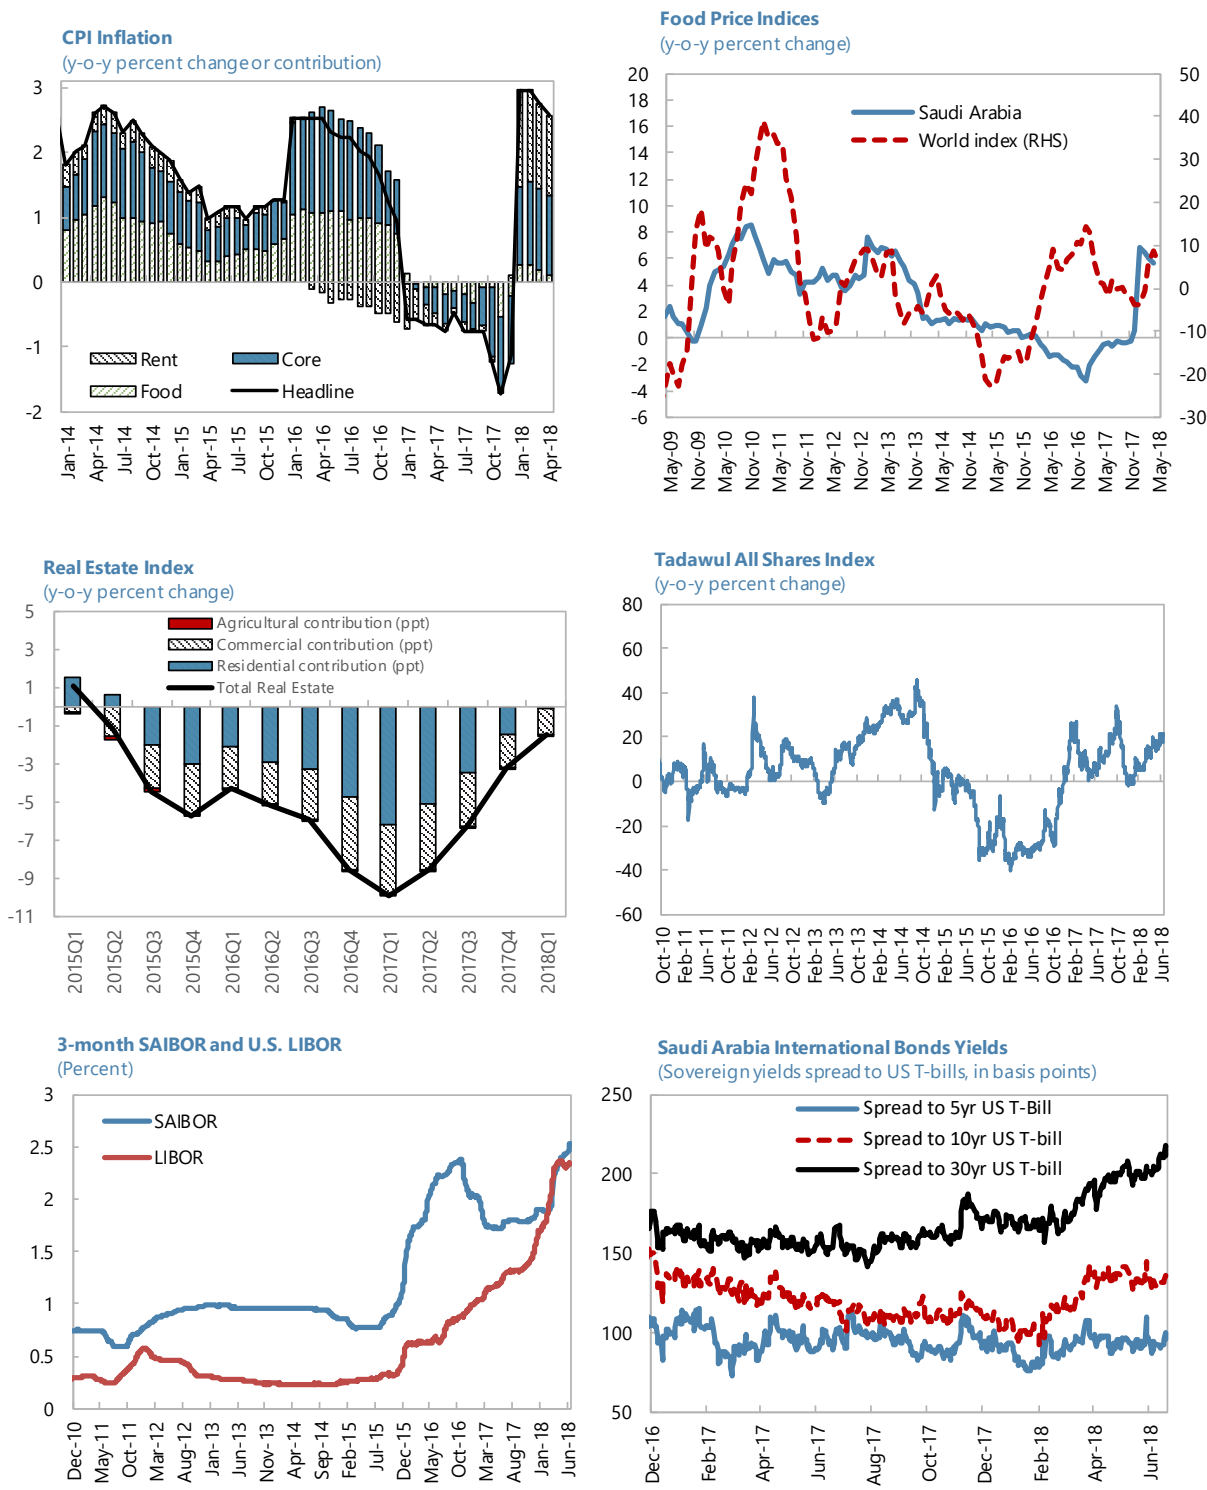 CPI Inflation
(y-o-y percent change or contribution)
3
2
1
0
-1
-2
Rent
Core
Food
Headline
Jan-14
Apr-14
Jul-14
Oct-14
Jan-15
Apr-15
Jul-15
Oct-15
Jan-16
Apr-16
Jul-16
Oct-16
Jan-17
Apr-17
Jul-17
Oct-17
Jan-18
Apr-18
Food Price Indices
(y-o-y percent change)
20
18
16
14
12
10
8
6
4
2
0
-2
-4
-6
50
40
30
20
10
0
-10
-20
-30
Saudi Arabia
World index (RHS)
May-09
Nov-09
May-10
Nov-10
May-11
Nov-11
May-12
Nov-12
May-13
Nov-13
May-14
Nov-14
May-15
Nov-15
May-16
Nov-16
May-17
Nov-17
May-18
Real Estate Index
(y-o-y percent change)
5
3
1
-1
-3
-5
-7
-9
-11
Agricultural contribution (ppt)
Commercial contribution (ppt)
Residential contribution (ppt)
Total Real Estate
2015Q1
2015Q2
2015Q3
2015Q4
2016Q1
2016Q2
2016Q3
2016Q4
2017Q1
2017Q2
2017Q3
2017Q4
2018Q1
Tadawul All Shares Index
(y-o-y percent change)
80
60
40
20
0
-20
-40
-60
Oct-10
Feb-11
Jun-11
Oct-11
Feb-12
Jun-12
Oct-12
Feb-13
Jun-13
Oct-13
Feb-14
Jun-14
Oct-14
Feb-15
Jun-15
Oct-15
Feb-16
Jun-16
Oct-16
Feb-17
Jun-17
Oct-17
Feb-18
Jun-18
3-month SAIBOR and U.S. LIBOR
(Percent)
3
2.5
2
1.5
1
0.5
0
SAIBOR
LIBOR
Dec-10
May-11
Oct-11
Mar-12
Aug-12
Jan-13
Jun-13
Nov-13
Apr-14
Sep-14
Feb-15
Jul-15
Dec-15
May-16
Oct-16
Mar-17
Aug-17
Jan-18
Jun-18
Saudi Arabia International Bonds Yields
(Sovereign yields spread to US T-bills, in basis points)
250
200
150
100
50
Spread to 5yr US T-Bill
Spread to 10yr US T-bill
Spread to 30yr US T-bill
Dec-16
Feb-17
Apr-17
Jun-17
Aug-17
Oct-17
Dec-17
Feb-18
Apr-18
Jun-18